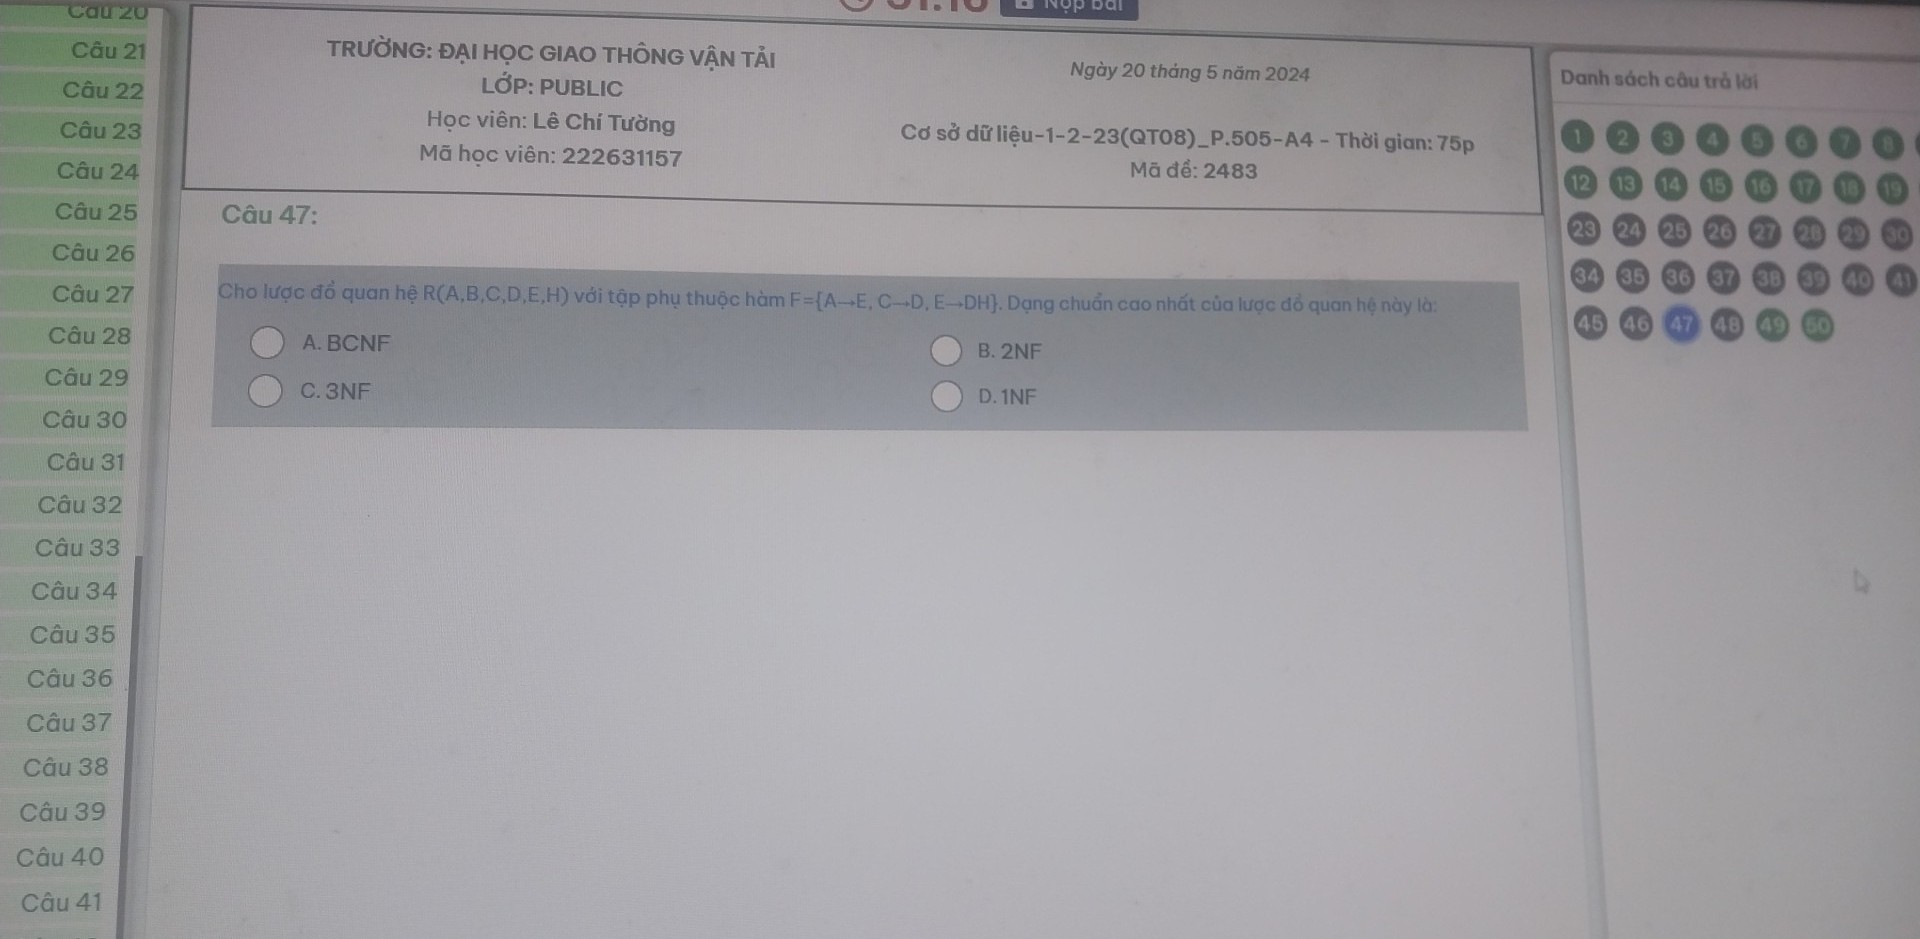 Câu 20
Câu 21
Câu 22
Câu 23
Câu 24
Câu 25
Câu 26
Câu 27
Câu 28
Câu 29
Câu 30
Câu 31
Câu 32
Câu 33
Câu 34
Câu 35
Câu 36
Câu 37
Câu 38
Câu 39
Câu 40
Câu 41
Nộp bài
TRƯỜNG: ĐẠI HỌC GIAO THÔNG VẬN TẢI
LỚP: PUBLIC
Học viên: Lê Chí Tường
Mã học viên: 222631157
Ngày 20 tháng 5 năm 2024
Cơ sở dữ liệu-1-2-23(QT08)_P.505-A4 - Thời gian: 75p
Mã đề: 2483
Câu 47:
Cho lược đồ quan hệ R(A,B,C,D,E,H) với tập phụ thuộc hàm F={A→E, C→D, E→DH}. Dạng chuẩn cao nhất của lược đồ quan hệ này là:
A. BCNF
B. 2NF
C. 3NF
D. 1NF
Danh sách câu trả lời
1 2 3 4 5 6 7 8
12 13 14 15 16 17 18 19
23 24 25 26 27 28 29 30
34 35 36 37 38 39 40 41
45 46 47 48 49 50